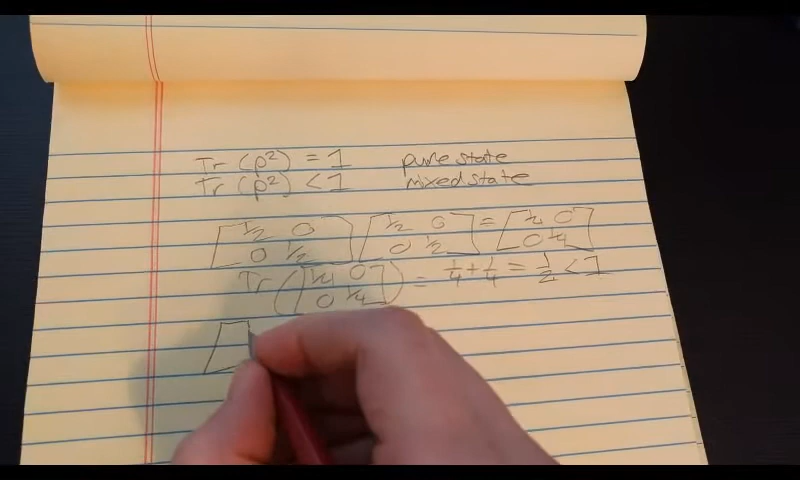 Tr (ρ²) = 1 pure state
Tr (ρ²) < 1 mixed state
[1/2 0 [1/2 0 = [1/4 0
0 1/2] 0 1/2] 0 1/4]
Tr ([1/4 0 = 1/4 + 1/4 = 1/2 < 1
0 1/4])